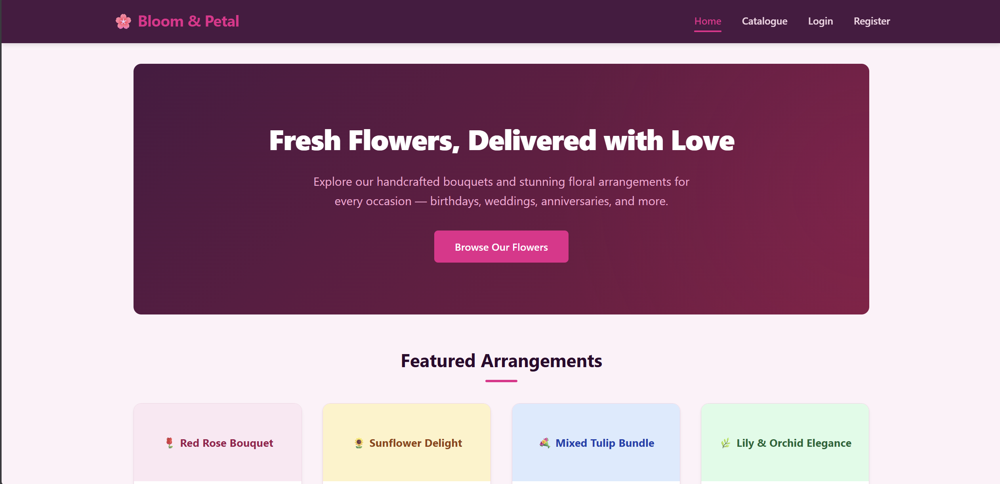 🌸 Bloom & Petal
Home Catalogue Login Register
Fresh Flowers, Delivered with Love
Explore our handcrafted bouquets and stunning floral arrangements for
every occasion — birthdays, weddings, anniversaries, and more.
Browse Our Flowers
Featured Arrangements
🌹 Red Rose Bouquet
🌻 Sunflower Delight
💐 Mixed Tulip Bundle
🌿 Lily & Orchid Elegance